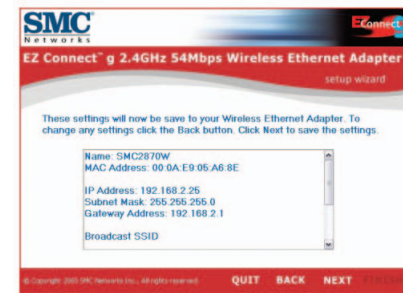 SMC
Networks
EZ Connect
EZ Connect™ g 2.4GHz 54Mbps Wireless Ethernet Adapter
setup wizard
These settings will now be save to your Wireless Ethernet Adapter. To
change any settings click the Back button. Click Next to save the settings.
Name: SMC2870W
MAC Address: 00:0A:E9:05:A6:8E
IP Address: 192.168.2.25
Subnet Mask: 255.255.255.0
Gateway Address: 192.168.2.1
Broadcast SSID
© Copyright 2005 SMC Networks Inc., All rights reserved.
QUIT BACK NEXT